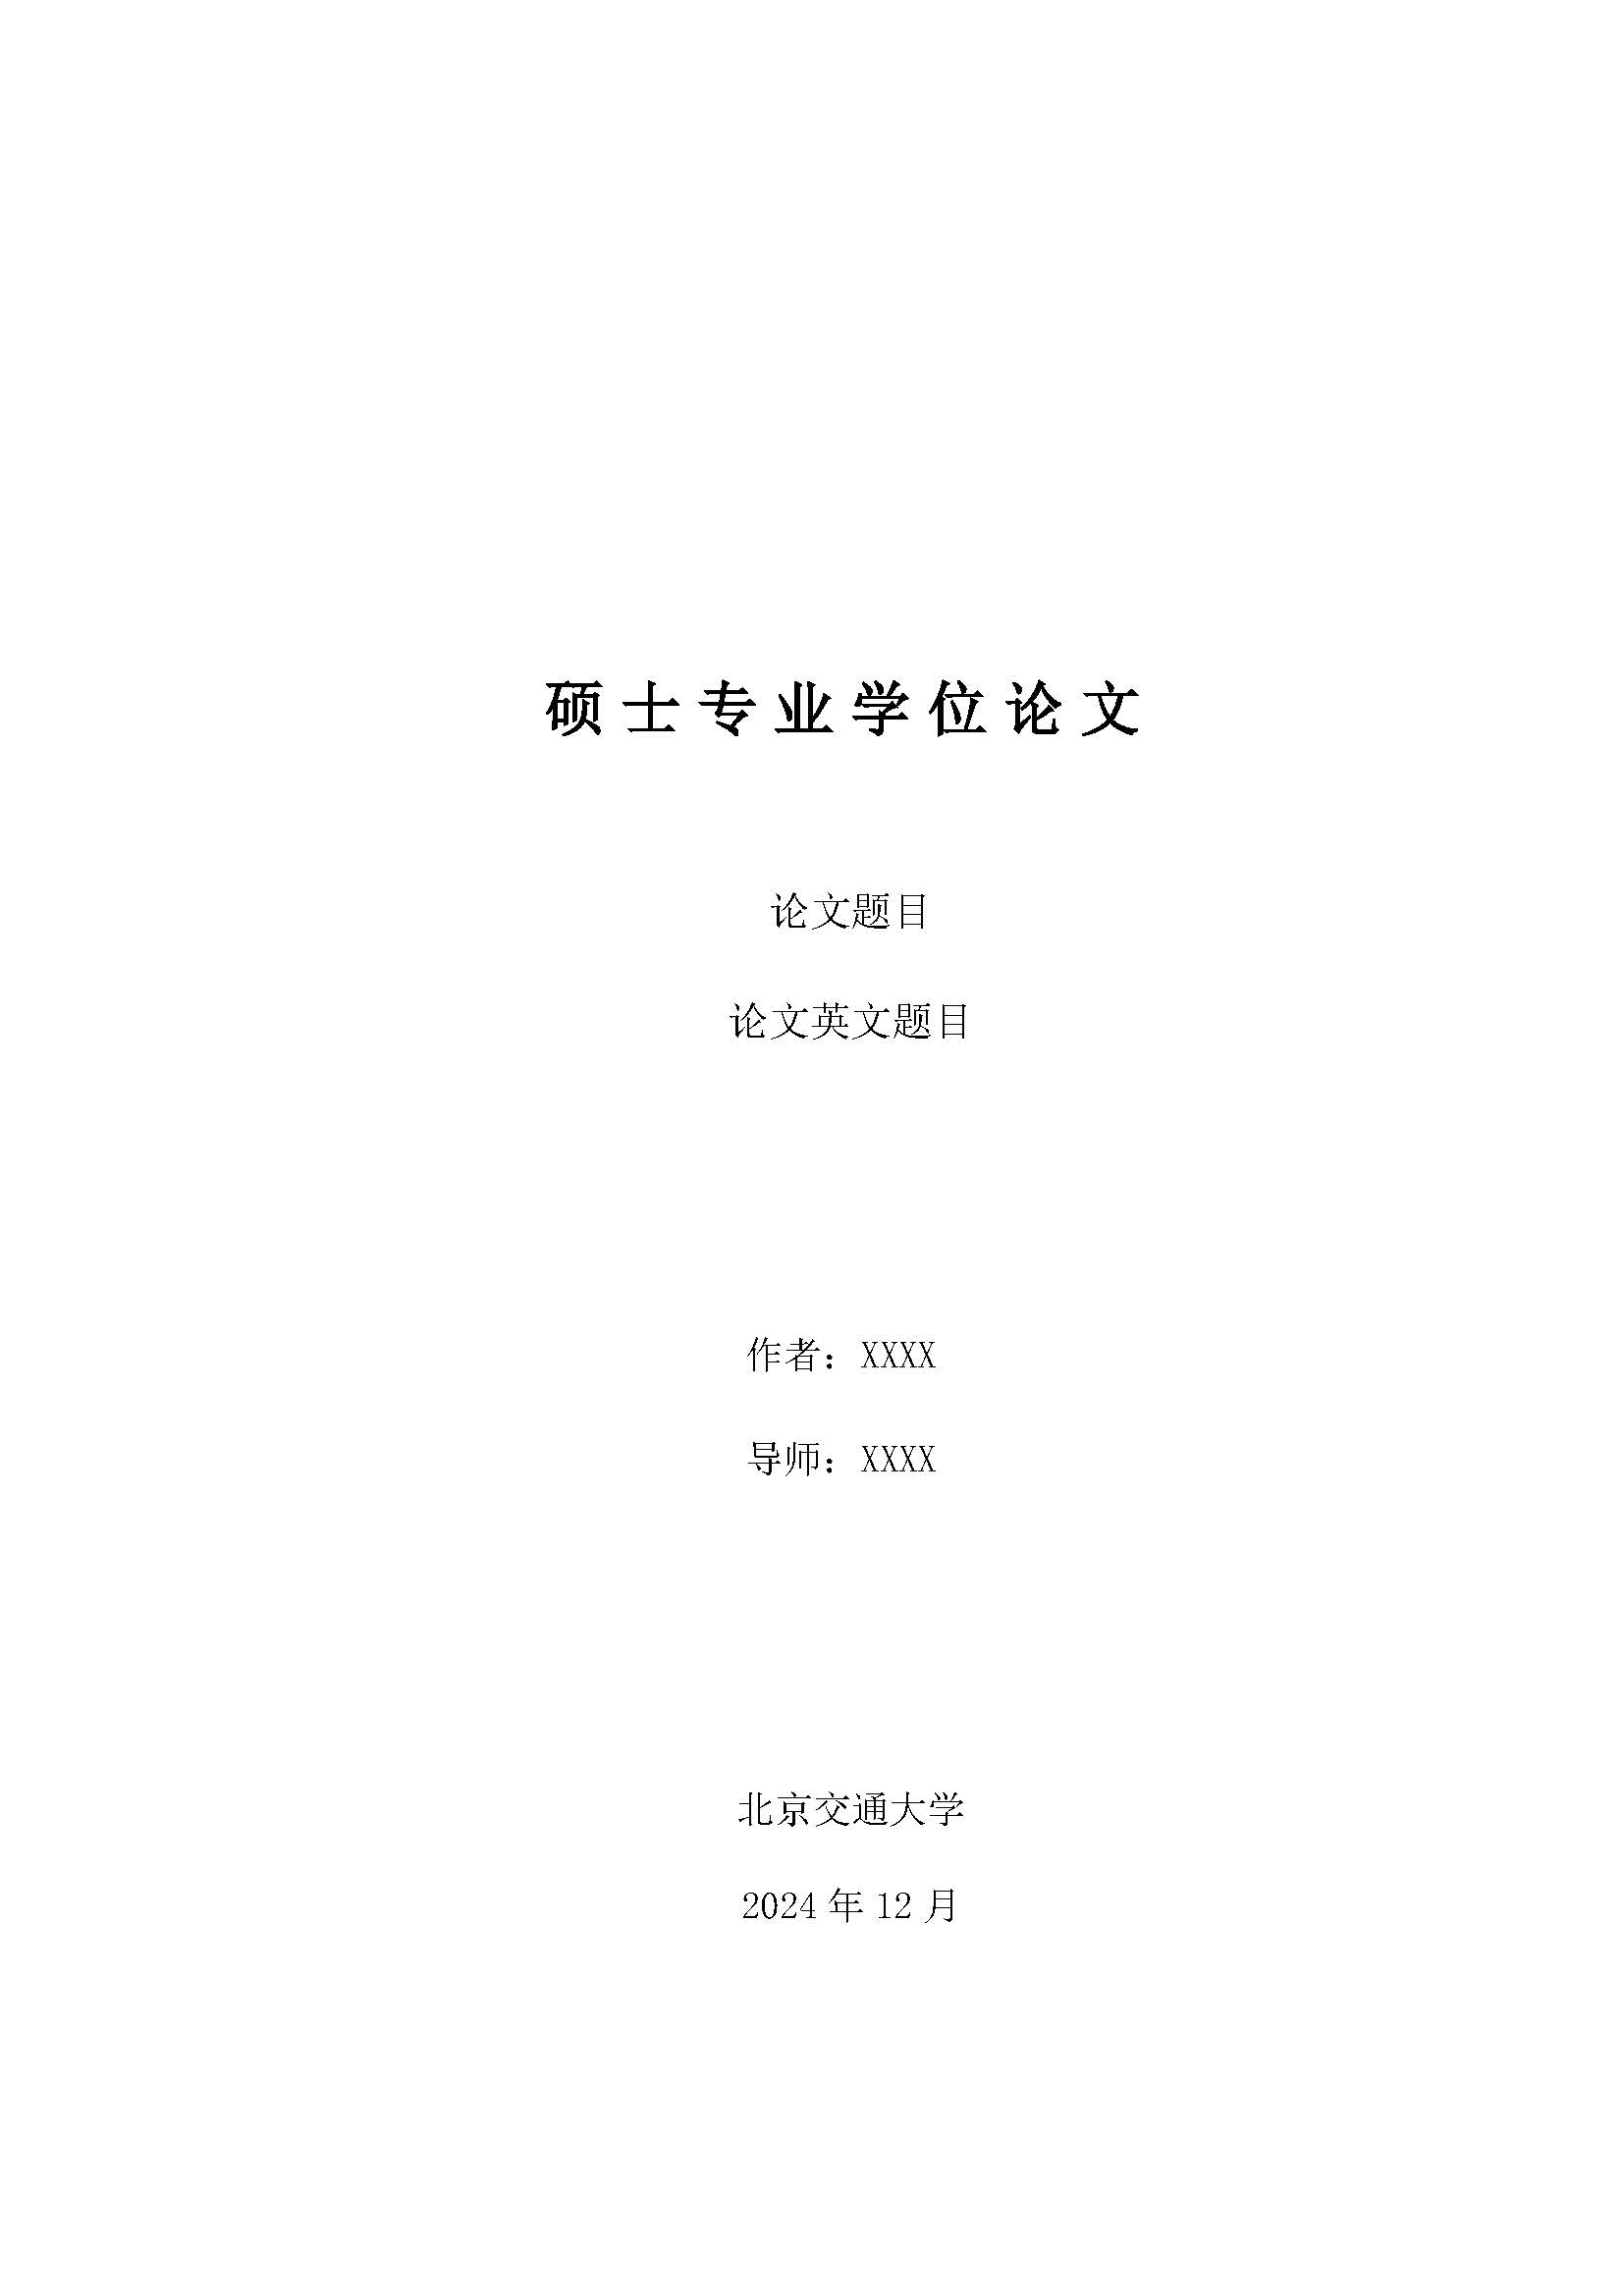 硕士专业学位论文
论文题目
论文英文题目
作者：XXXX
导师：XXXX
北京交通大学
2024 年 12 月